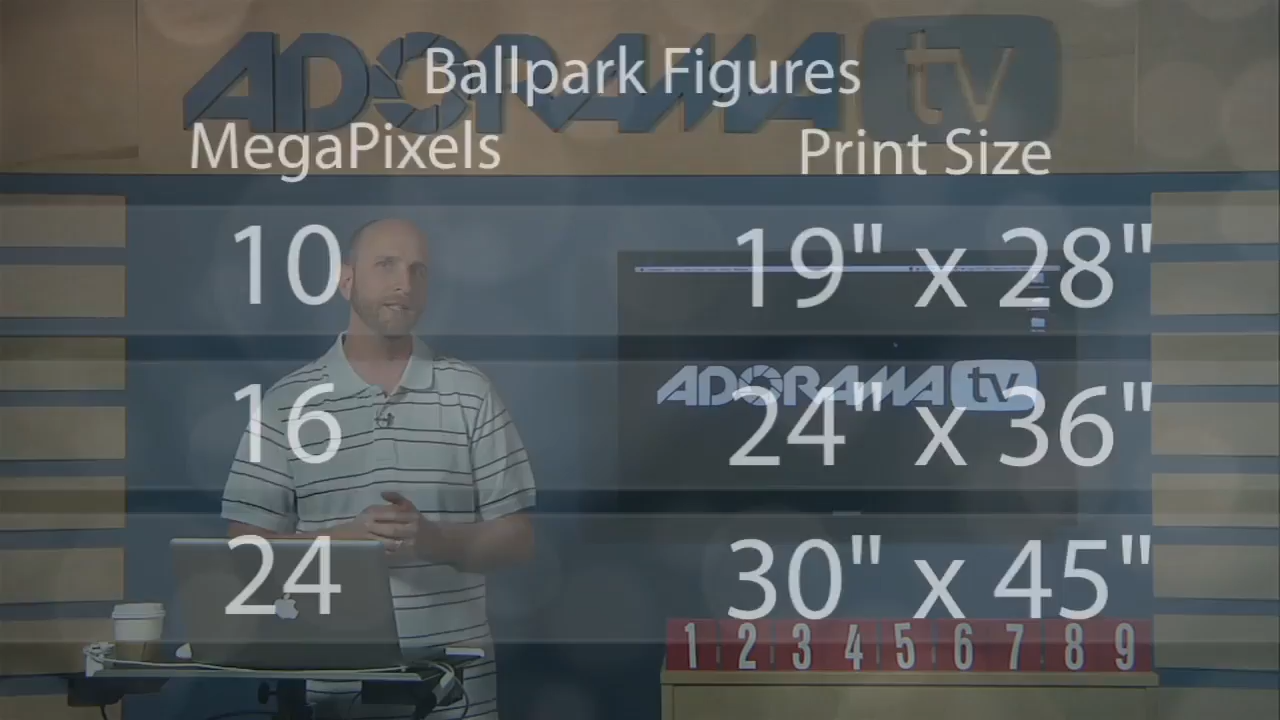 ADORAMA tv
Ballpark Figures
MegaPixels Print Size
10 19" x 28"
ADORAMA tv
16 24" x 36"
24 30" x 45"
1 2 3 4 5 6 7 8 9